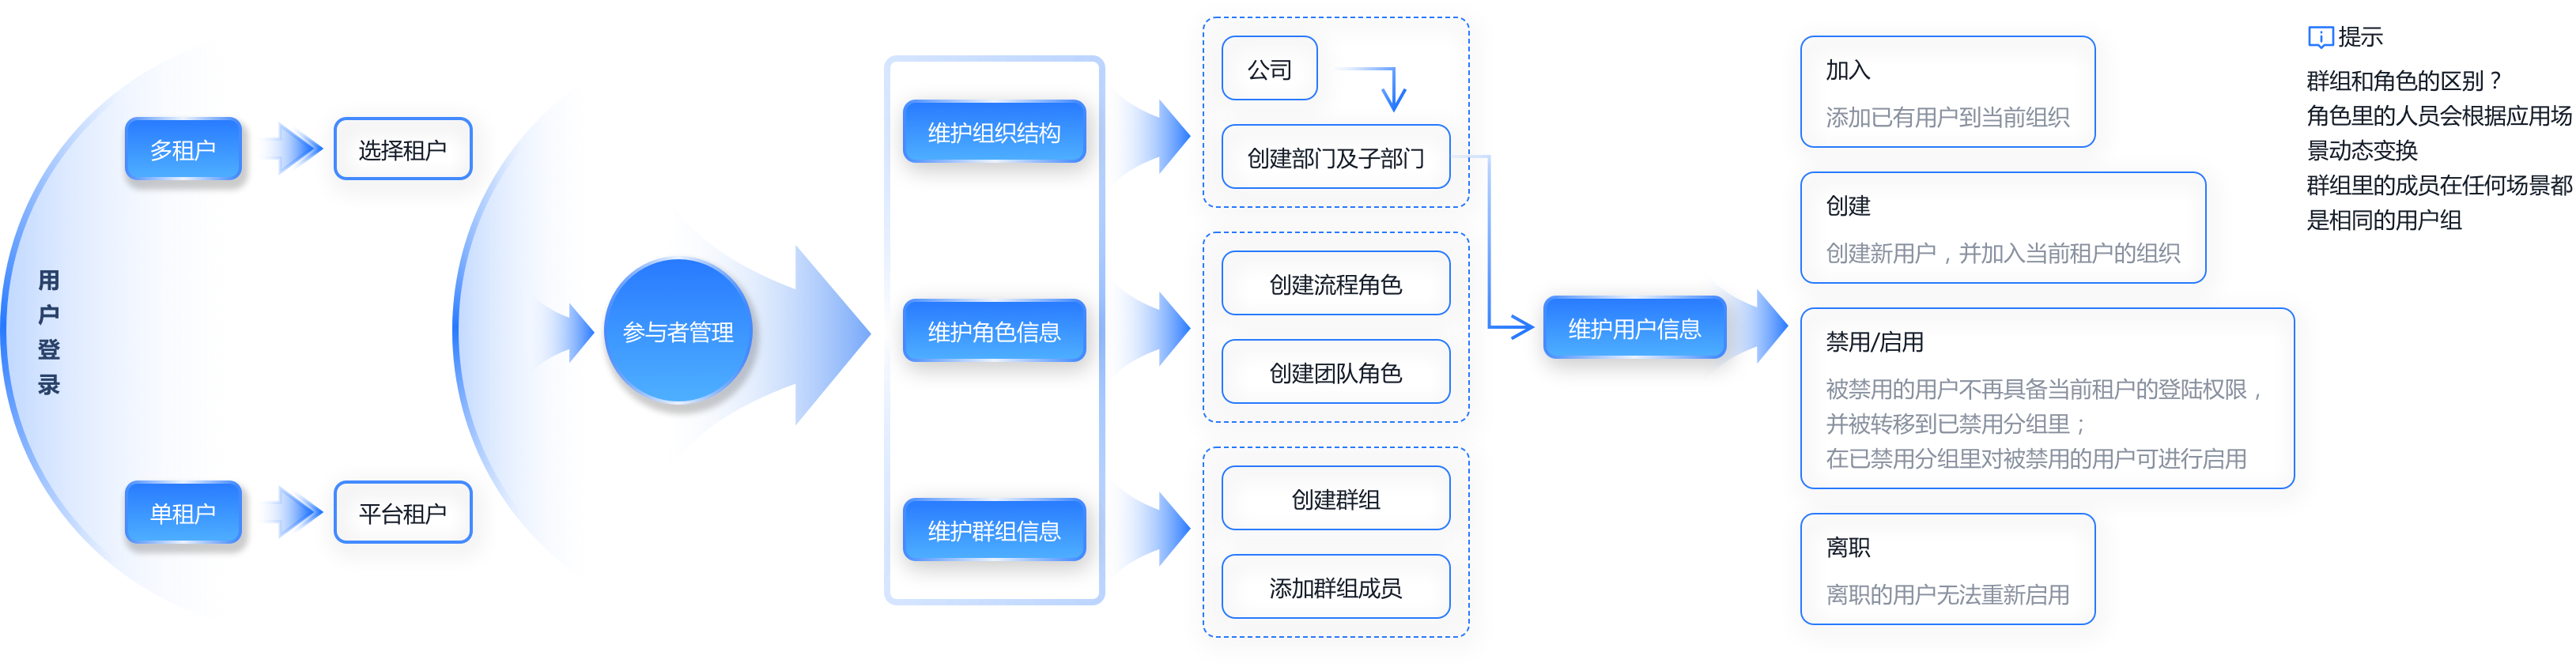 用户登录
多租户
选择租户
单租户
平台租户
参与者管理
维护组织结构
维护角色信息
维护群组信息
公司
创建部门及子部门
创建流程角色
创建团队角色
创建群组
添加群组成员
维护用户信息
加入
添加已有用户到当前组织
创建
创建新用户，并加入当前租户的组织
禁用/启用
被禁用的用户不再具备当前租户的登陆权限，
并被转移到已禁用分组里；
在已禁用分组里对被禁用的用户可进行启用
离职
离职的用户无法重新启用
提示
群组和角色的区别？
角色里的人员会根据应用场
景动态变换
群组里的成员在任何场景都
是相同的用户组